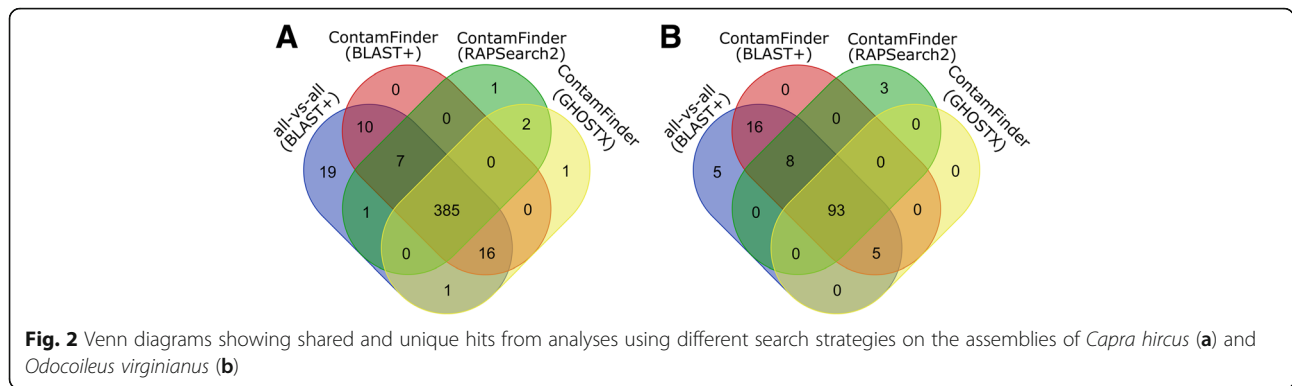 A
ContamFinder
(BLAST+)
ContamFinder
(RAPSearch2)
ContamFinder
(GHOSTX)
all-vs-all
(BLAST+)
0
1
10
0
2
19
7
0
1
1
385
0
0
16
1
B
ContamFinder
(BLAST+)
ContamFinder
(RAPSearch2)
ContamFinder
(GHOSTX)
all-vs-all
(BLAST+)
0
3
16
0
0
5
8
0
0
0
93
0
0
5
0
Fig. 2 Venn diagrams showing shared and unique hits from analyses using different search strategies on the assemblies of Capra hircus (a) and
Odocoileus virginianus (b)